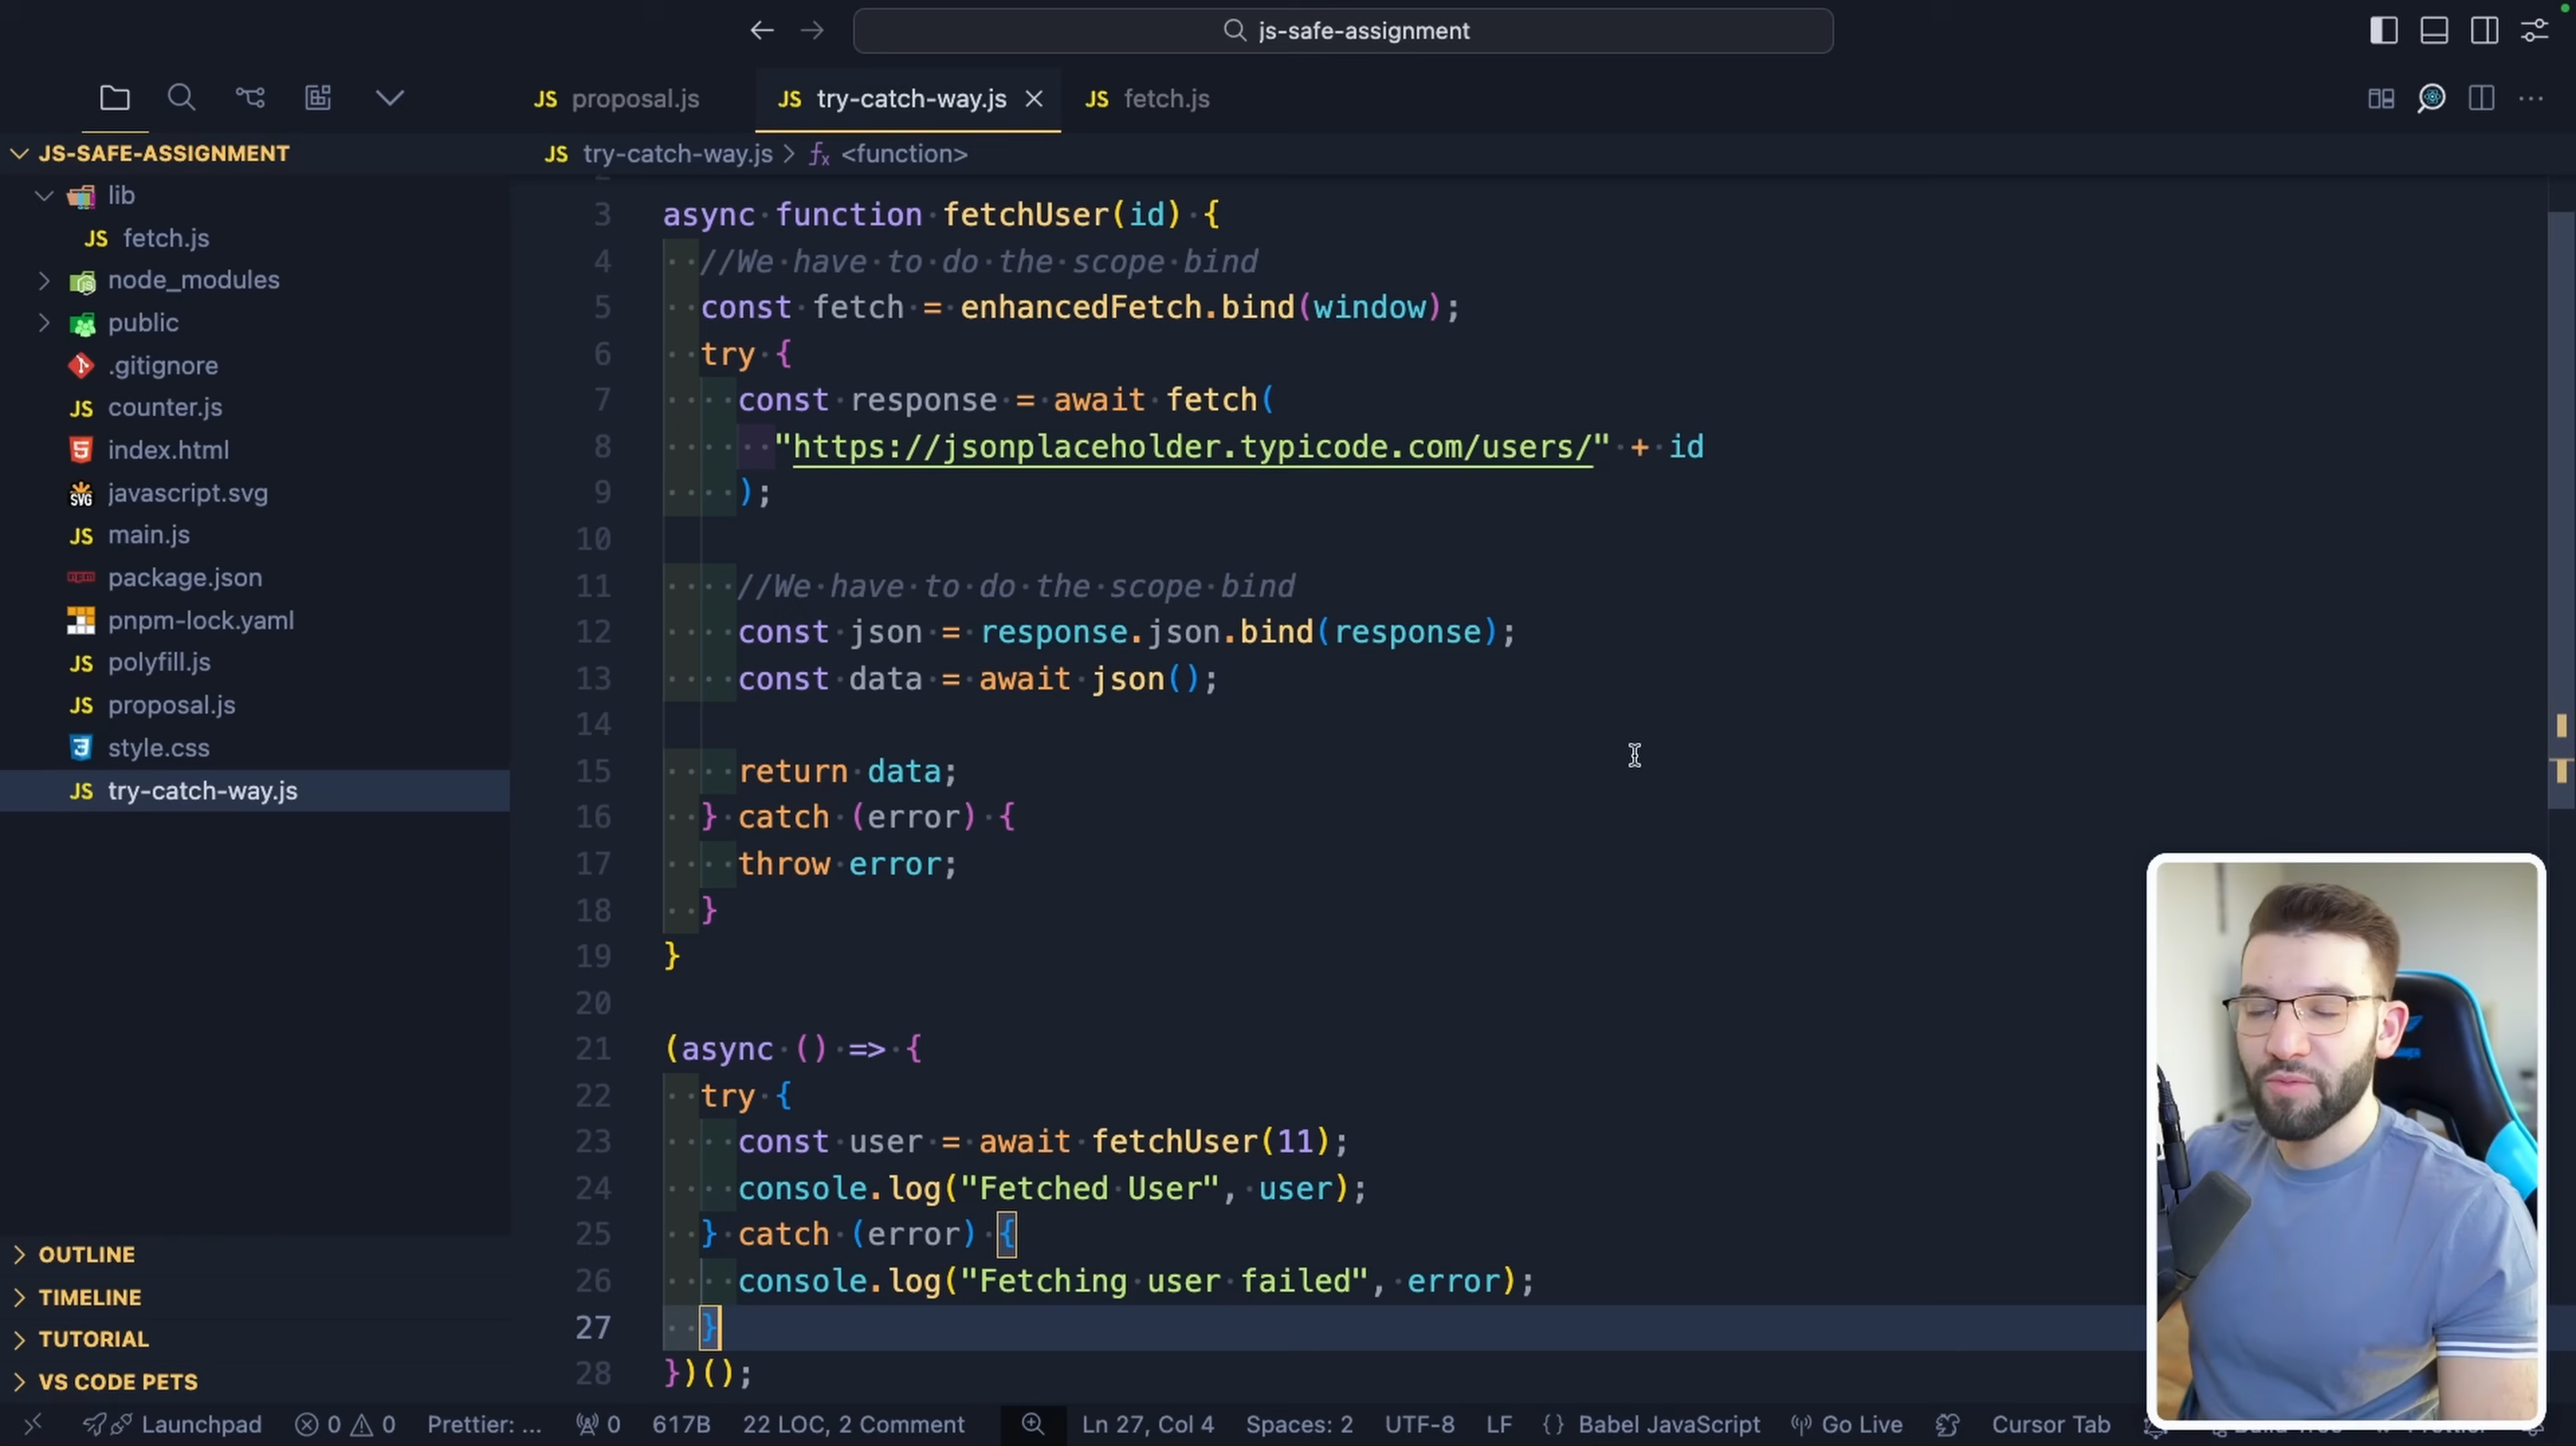 js-safe-assignment
JS proposal.js
JS try-catch-way.js
JS fetch.js
JS-SAFE-ASSIGNMENT
JS try-catch-way.js > fx <function>
lib
JS fetch.js
node_modules
public
.gitignore
JS counter.js
index.html
SVG javascript.svg
JS main.js
package.json
pnpm-lock.yaml
JS polyfill.js
JS proposal.js
style.css
JS try-catch-way.js
OUTLINE
TIMELINE
TUTORIAL
VS CODE PETS
3 async function fetchUser(id) {
4 //We have to do the scope bind
5 const fetch = enhancedFetch.bind(window);
6 try {
7 const response = await fetch(
8 "https://jsonplaceholder.typicode.com/users/" + id
9 );
10
11 //We have to do the scope bind
12 const json = response.json.bind(response);
13 const data = await json();
14
15 return data;
16 } catch (error) {
17 throw error;
18 }
19 }
20
21 (async () => {
22 try {
23 const user = await fetchUser(11);
24 console.log("Fetched User", user);
25 } catch (error) {
26 console.log("Fetching user failed", error);
27 }
28 })();
Launchpad 0 0 Prettier: ... 0 617B 22 LOC, 2 Comment Ln 27, Col 4 Spaces: 2 UTF-8 LF {} Babel JavaScript Go Live Cursor Tab